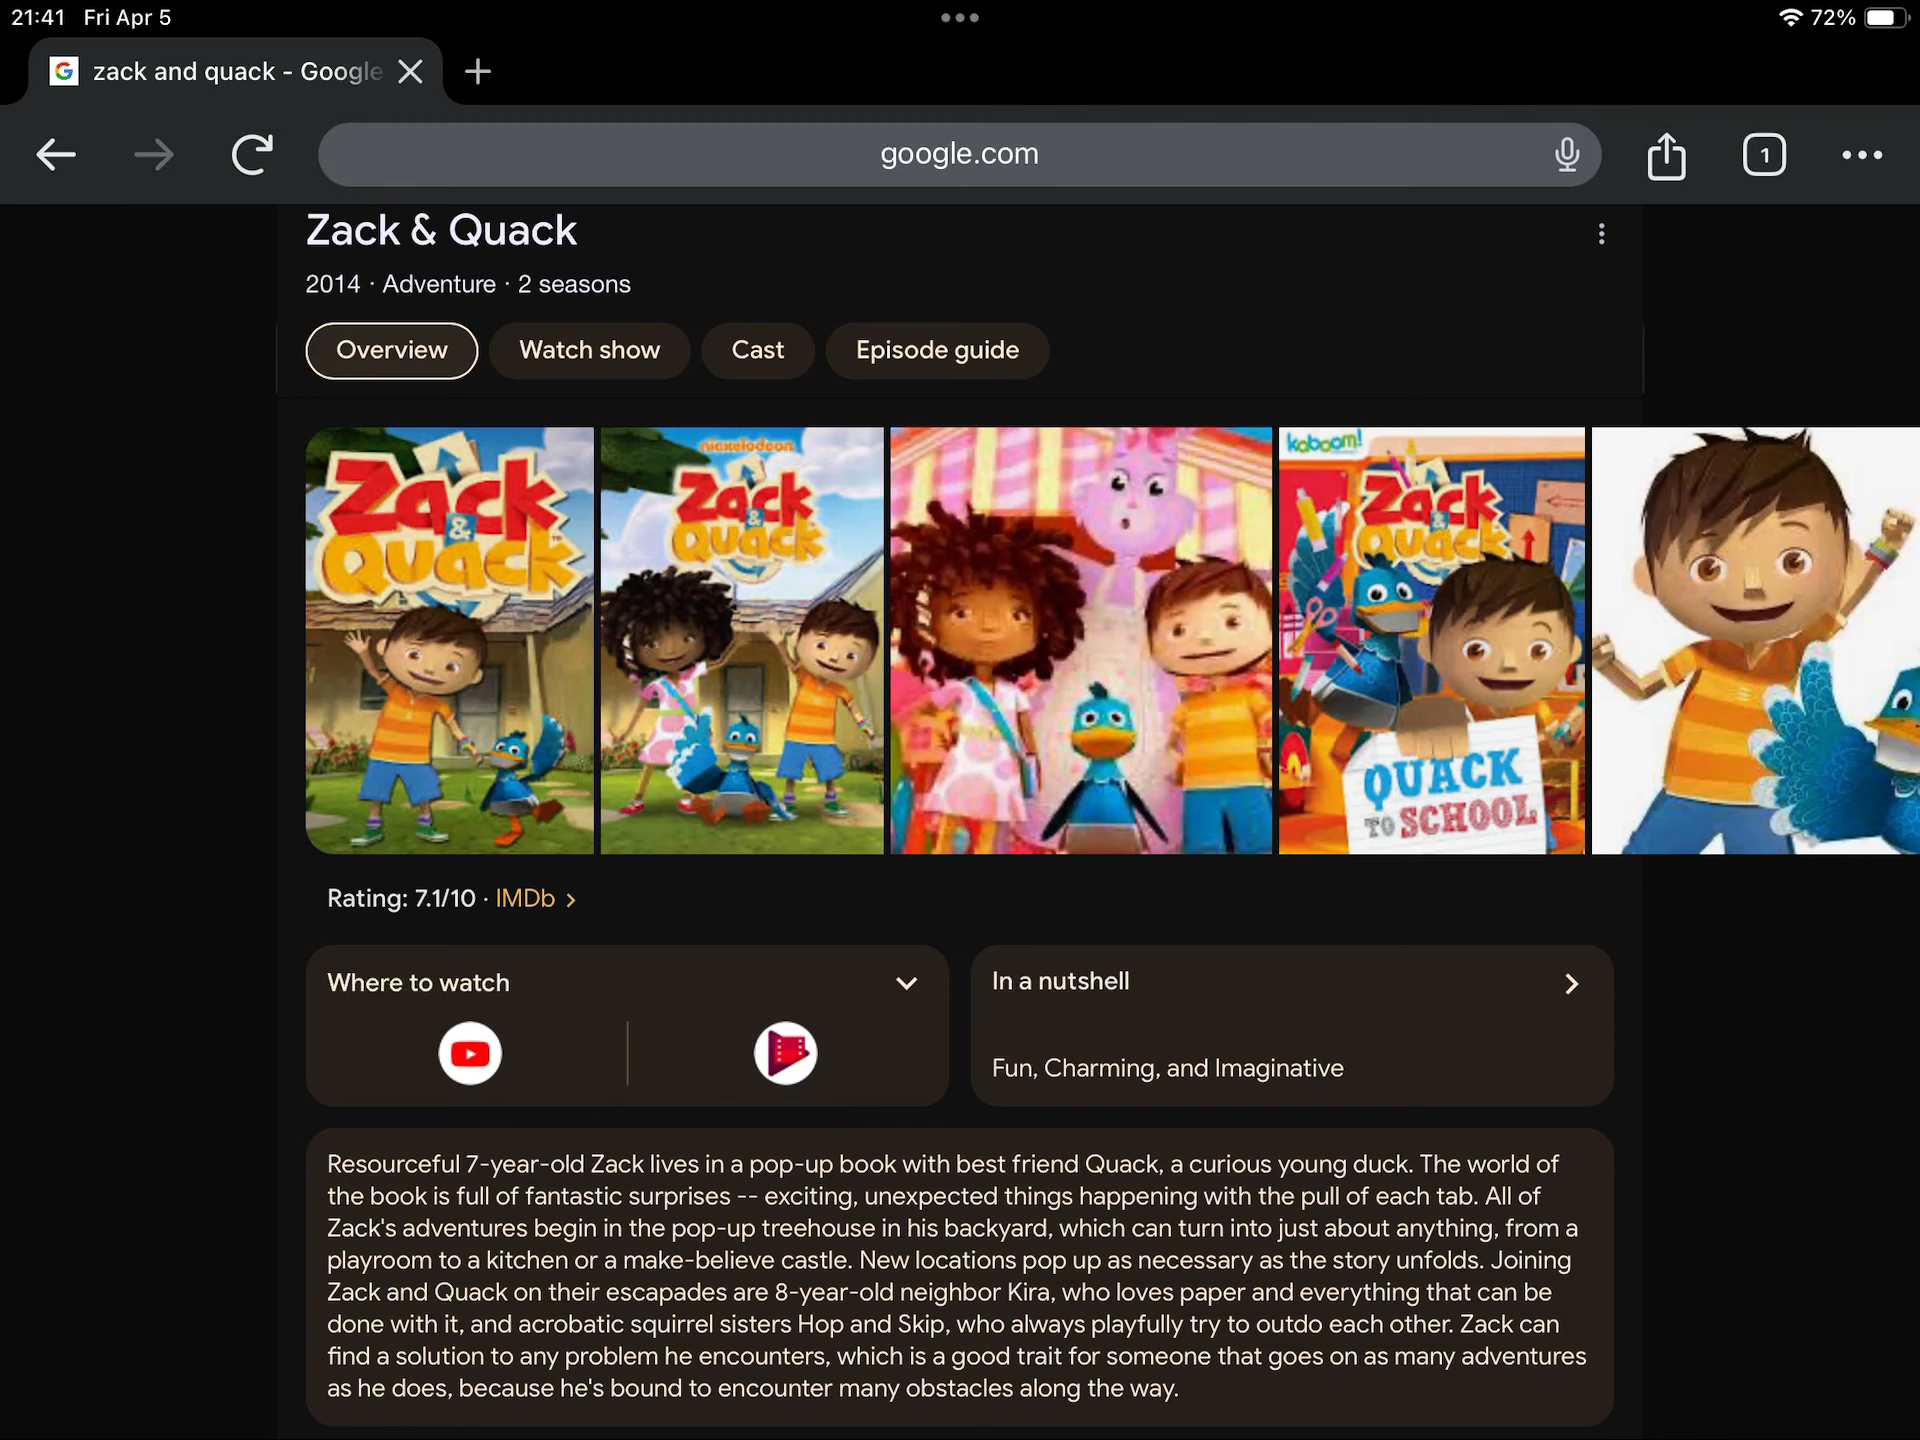 21:41 Fri Apr 5
72%
zack and quack - Google
google.com
1
Zack & Quack
2014 · Adventure · 2 seasons
Overview
Watch show
Cast
Episode guide
Zack
&
Quack™
nickelodeon
Zack
&
Quack
kaboom!
Zack
&
Quack
QUACK
TO SCHOOL
Rating: 7.1/10 · IMDb
Where to watch
In a nutshell
Fun, Charming, and Imaginative
Resourceful 7-year-old Zack lives in a pop-up book with best friend Quack, a curious young duck. The world of
the book is full of fantastic surprises -- exciting, unexpected things happening with the pull of each tab. All of
Zack's adventures begin in the pop-up treehouse in his backyard, which can turn into just about anything, from a
playroom to a kitchen or a make-believe castle. New locations pop up as necessary as the story unfolds. Joining
Zack and Quack on their escapades are 8-year-old neighbor Kira, who loves paper and everything that can be
done with it, and acrobatic squirrel sisters Hop and Skip, who always playfully try to outdo each other. Zack can
find a solution to any problem he encounters, which is a good trait for someone that goes on as many adventures
as he does, because he's bound to encounter many obstacles along the way.